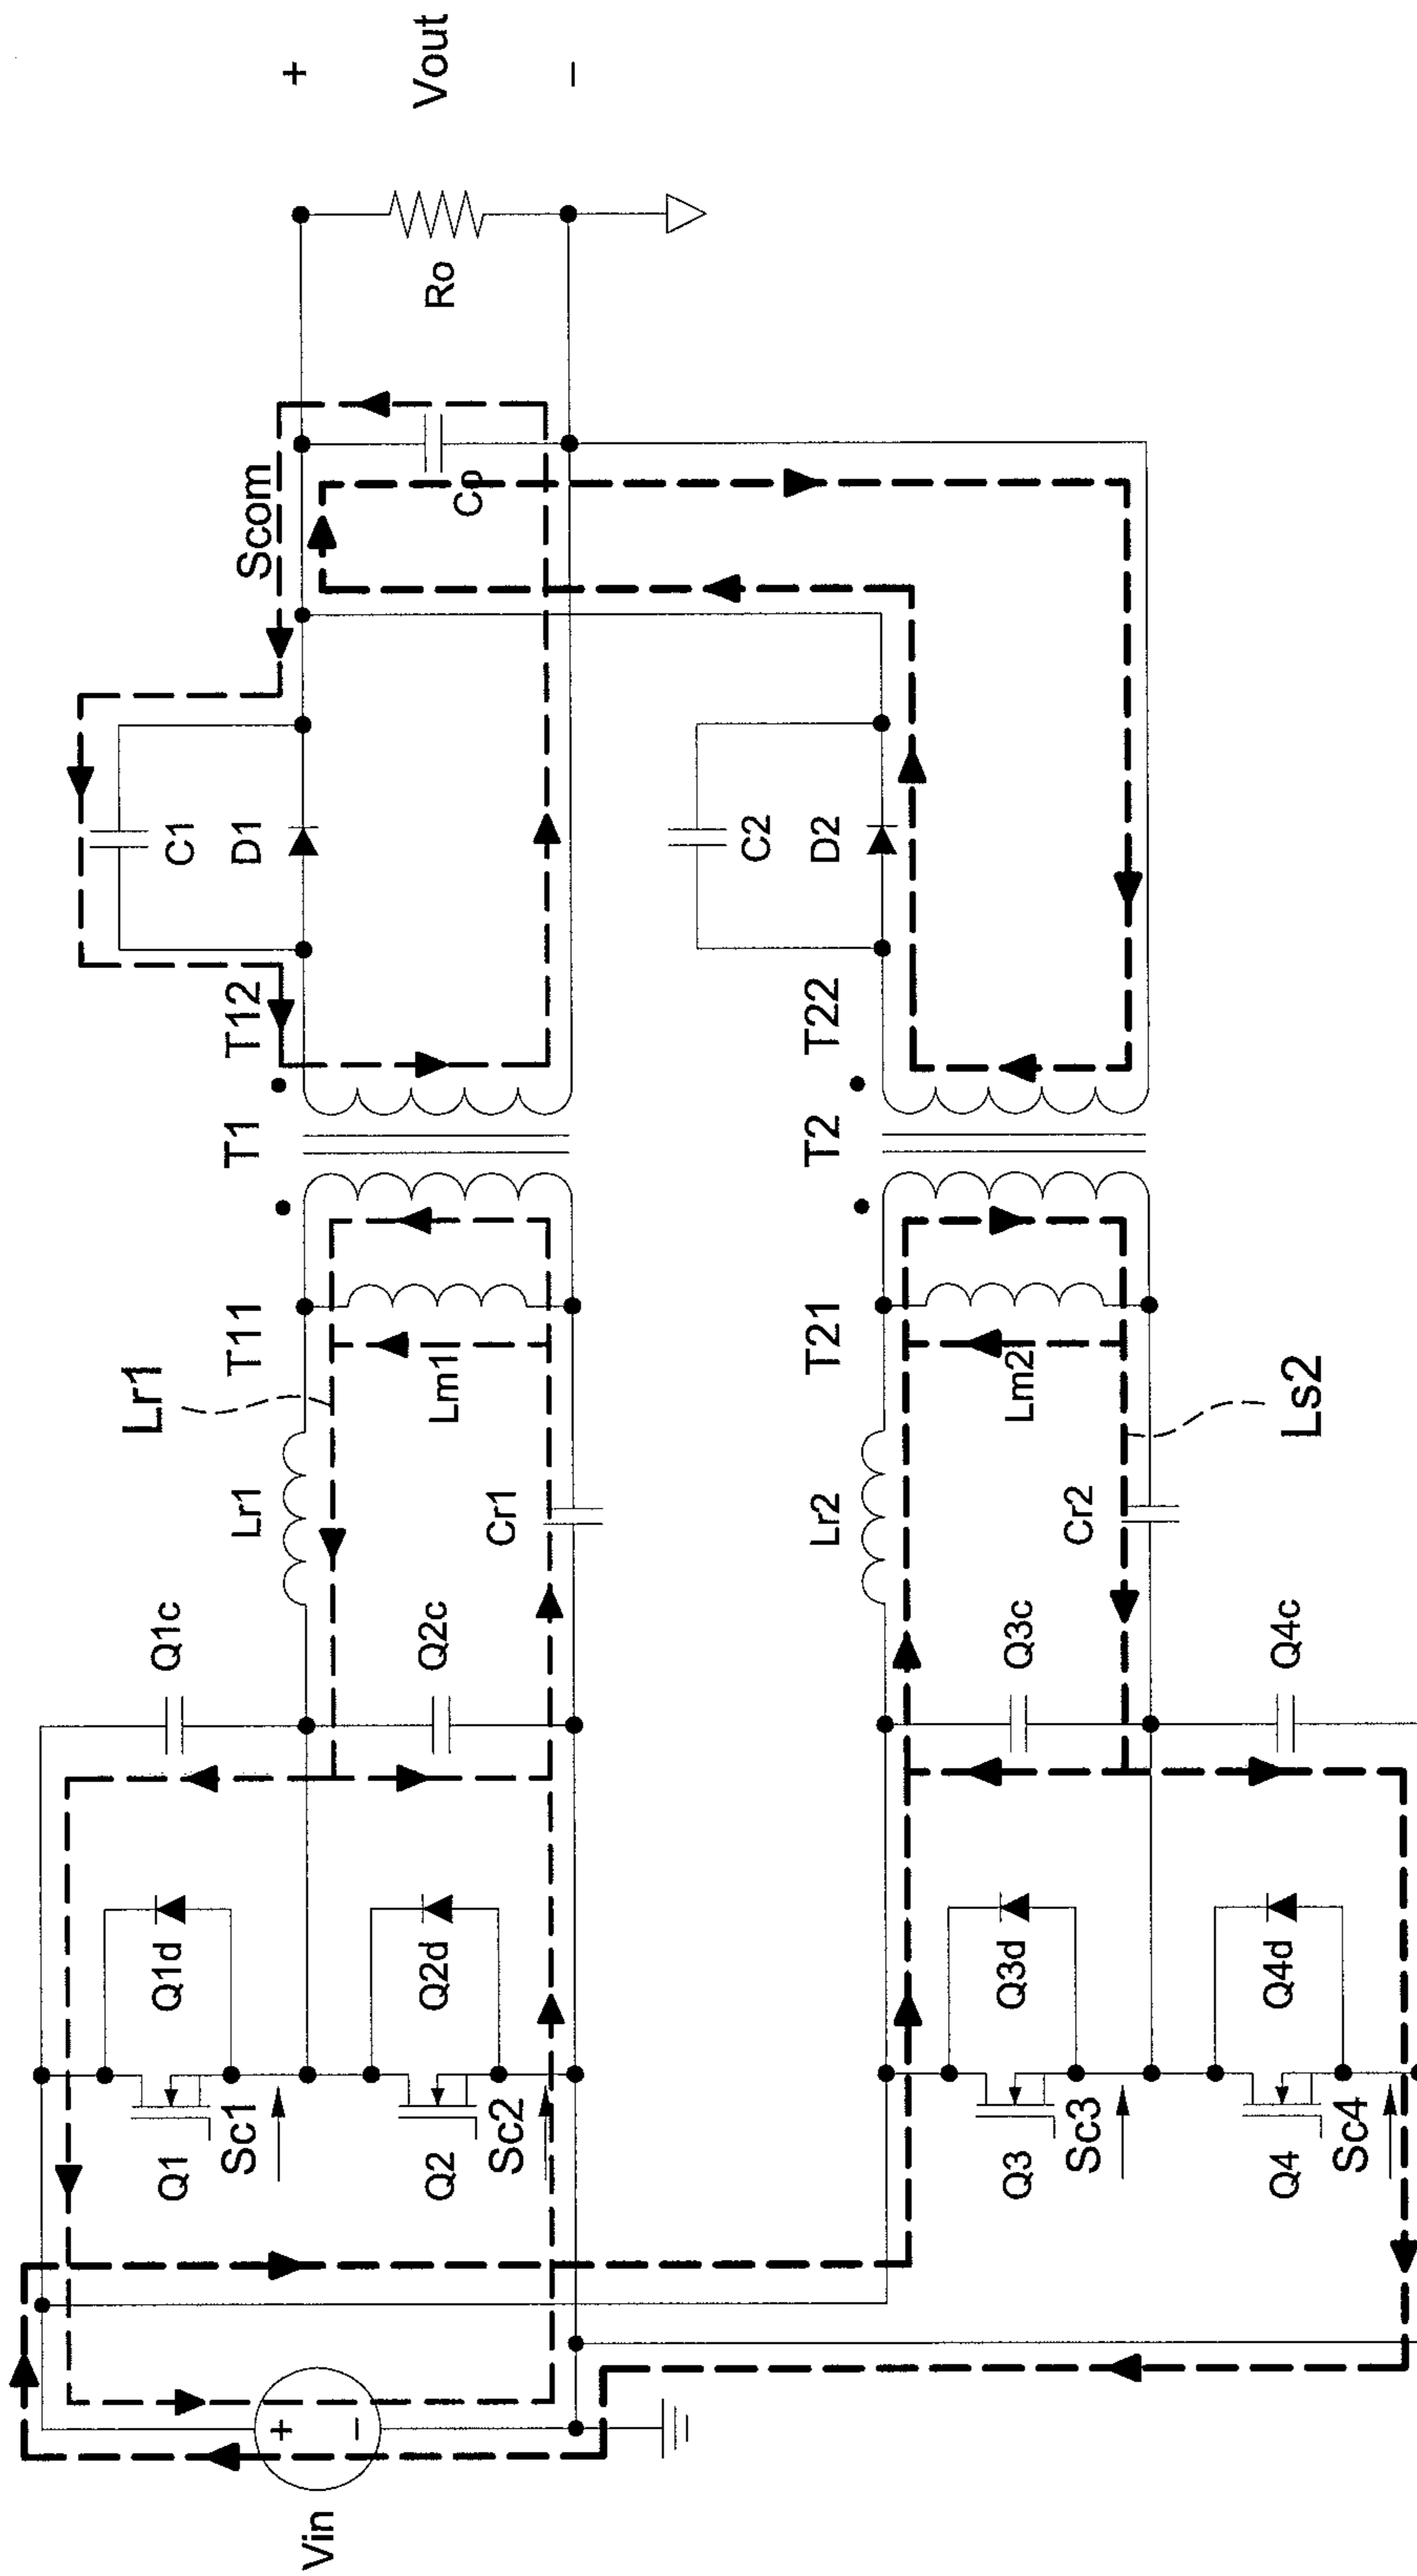 Vin
+
−
Q1
Sc1
Q1d
Q1c
Q2
Sc2
Q2d
Q2c
Lr1
Lr1
Cr1
T11
Lm1
T1
T12
C1
D1
Scom
Co
Ro
+
Vout
−
Q3
Sc3
Q3d
Q3c
Q4
Sc4
Q4d
Q4c
Lr2
Cr2
Ls2
T21
Lm2
T2
T22
C2
D2